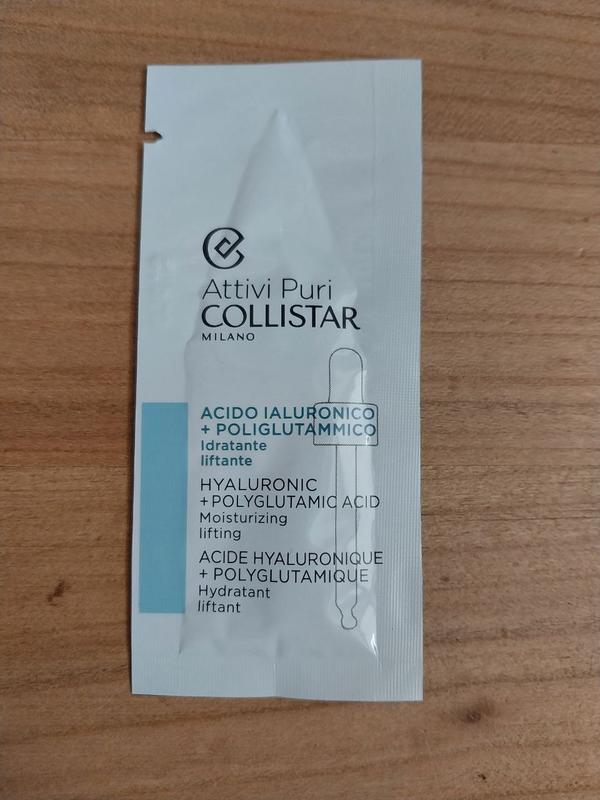 Attivi Puri
COLLISTAR
MILANO
ACIDO IALURONICO
+ POLIGLUTAMMICO
Idratante
liftante
HYALURONIC
+POLYGLUTAMIC ACID
Moisturizing
lifting
ACIDE HYALURONIQUE
+ POLYGLUTAMIQUE
Hydratant
liftant